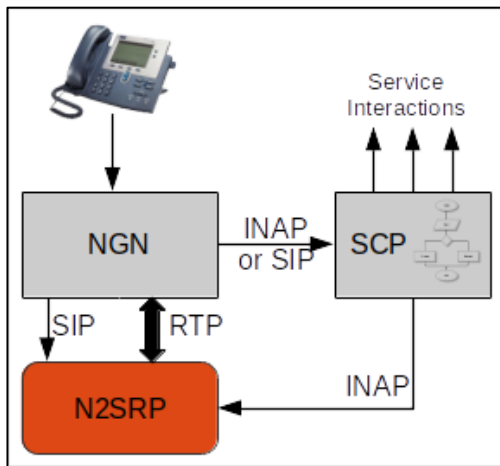 Service
Interactions
NGN
INAP
or SIP
SCP
SIP
RTP
INAP
N2SRP